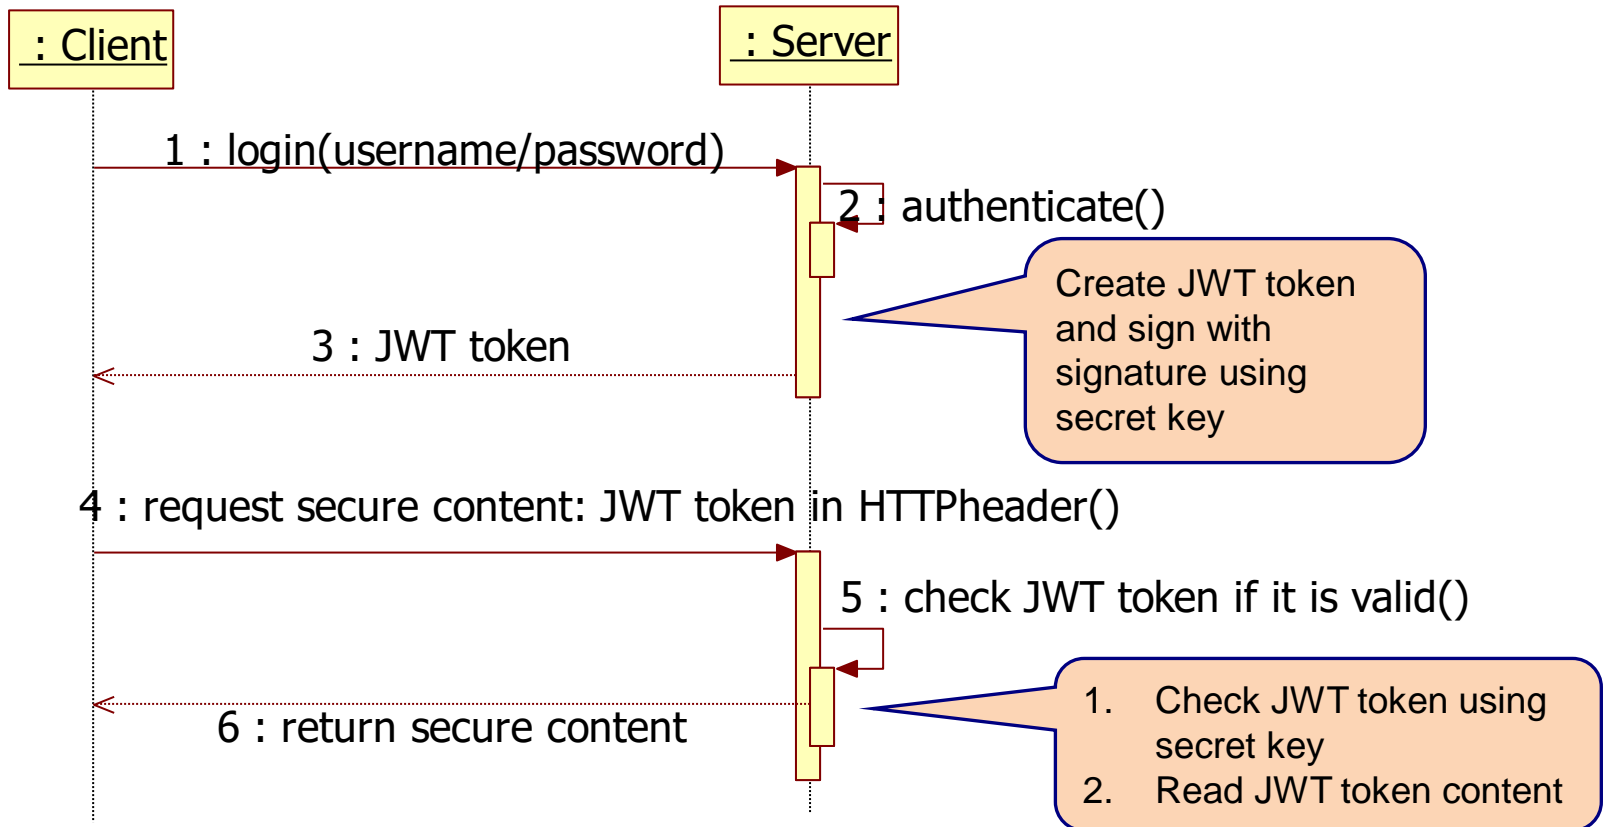 : Client
: Server
1 : login(username/password)
2 : authenticate()
Create JWT token
and sign with
signature using
secret key
3 : JWT token
4 : request secure content: JWT token in HTTPheader()
5 : check JWT token if it is valid()
1. Check JWT token using
secret key
2. Read JWT token content
6 : return secure content